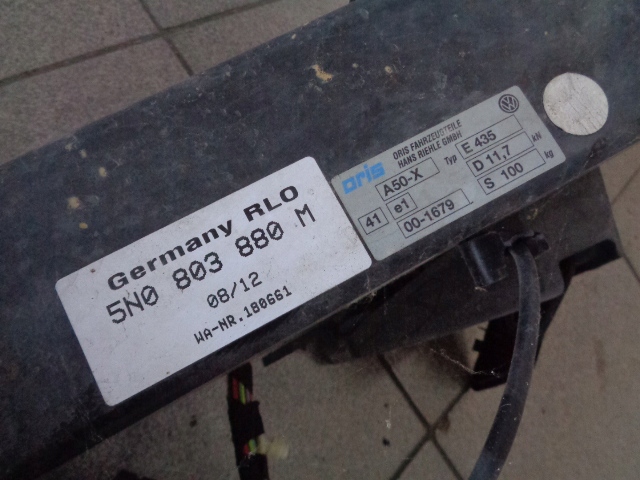 Germany RLO
5N0 803 880 M
08/12
WA-NR.180661
oris
ORIS FAHRZEUGTEILE
HANS RIEHLE GMBH
A50-X Typ E 435
41 e1 D 11,7 kN
00-1679 S 100 kg